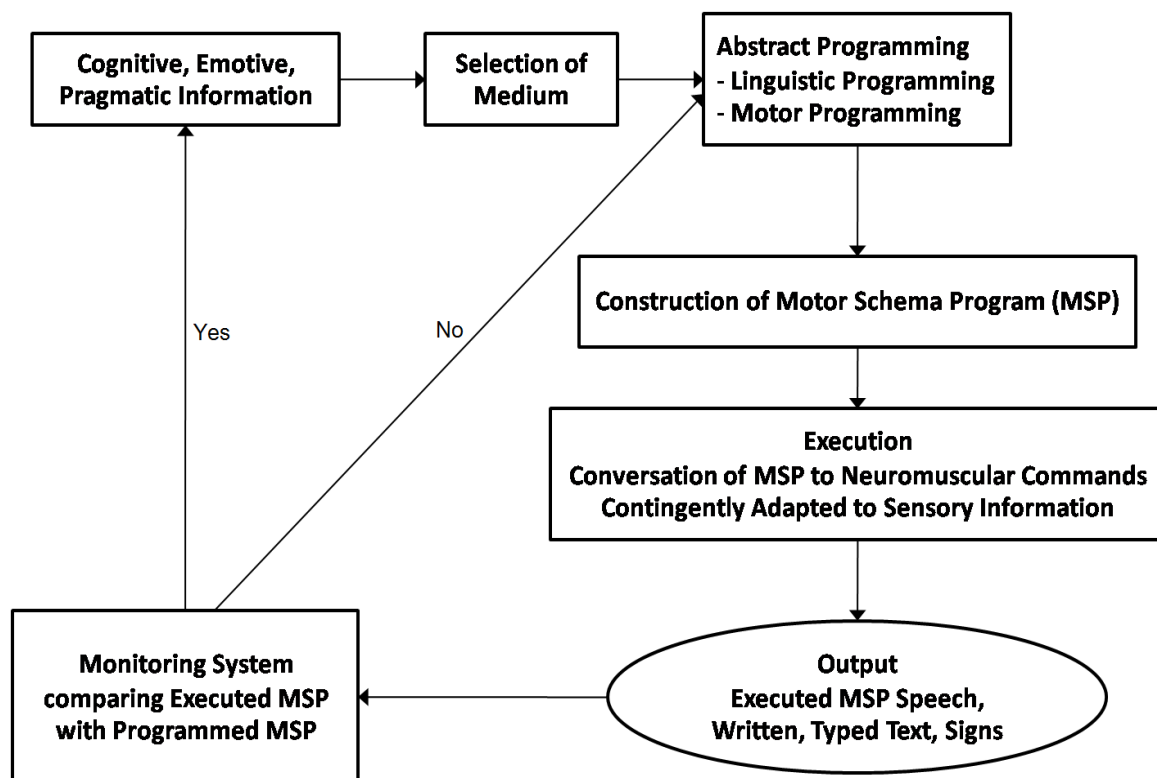 Cognitive, Emotive,
Pragmatic Information
Selection of
Medium
Abstract Programming
- Linguistic Programming
- Motor Programming
Construction of Motor Schema Program (MSP)
Yes
No
Execution
Conversation of MSP to Neuromuscular Commands
Contingently Adapted to Sensory Information
Monitoring System
comparing Executed MSP
with Programmed MSP
Output
Executed MSP Speech,
Written, Typed Text, Signs